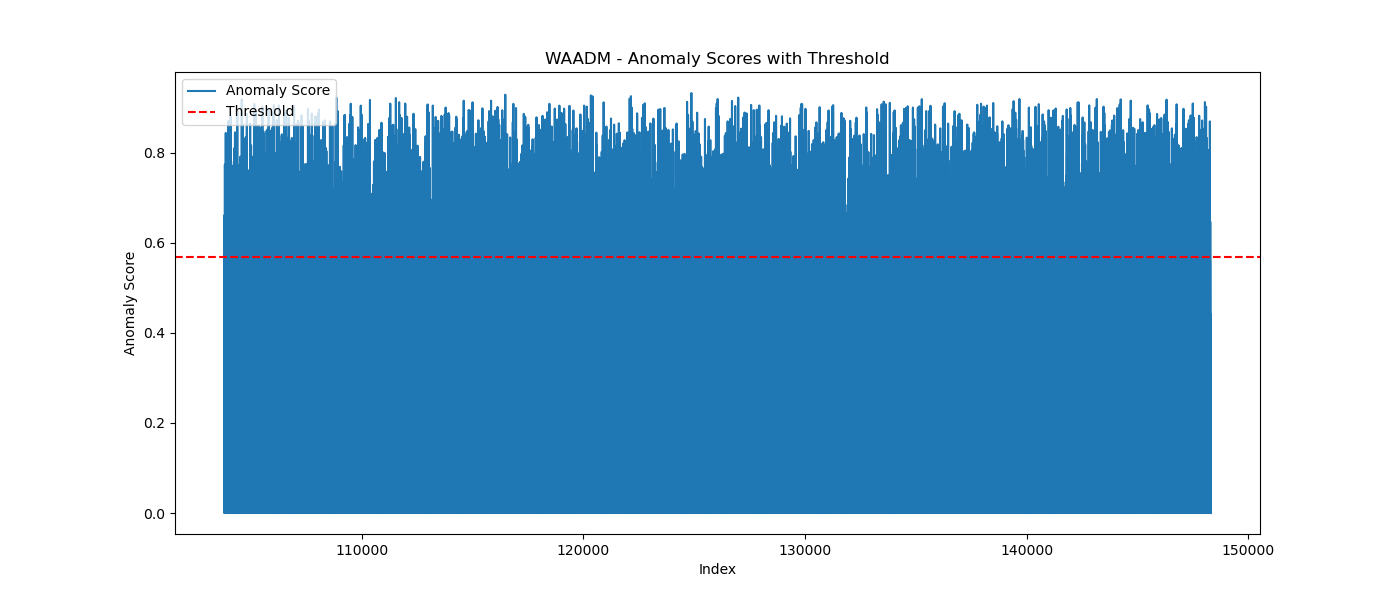 WAADM - Anomaly Scores with Threshold
Anomaly Score
Threshold
0.8
0.6
0.4
0.2
0.0
Anomaly Score
110000
120000
130000
140000
150000
Index